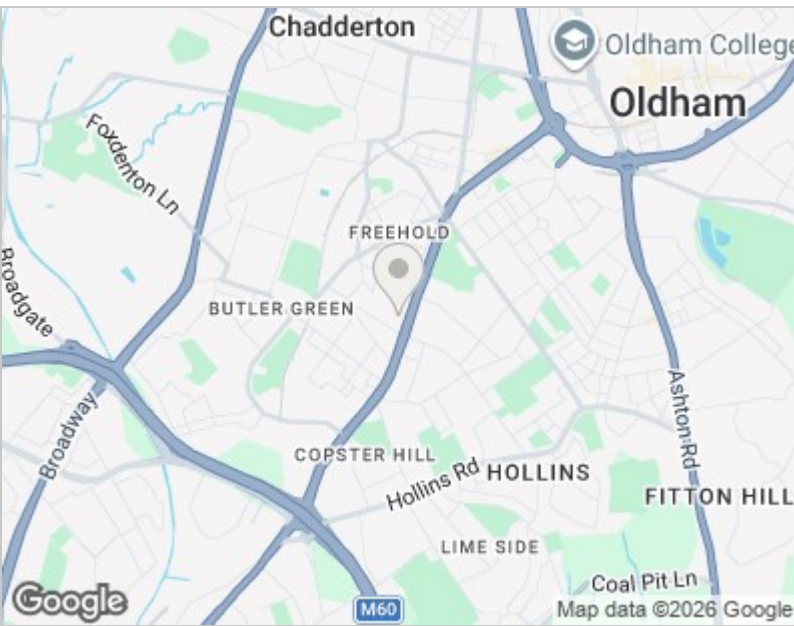 Chadderton
Oldham College
Oldham
Foxdenton Ln
FREEHOLD
Broadgate
BUTLER GREEN
Ashton Rd
Broadway
COPSTER HILL
Hollins Rd
HOLLINS
FITTON HILL
LIME SIDE
Coal Pit Ln
Google
M60
Map data ©2026 Google